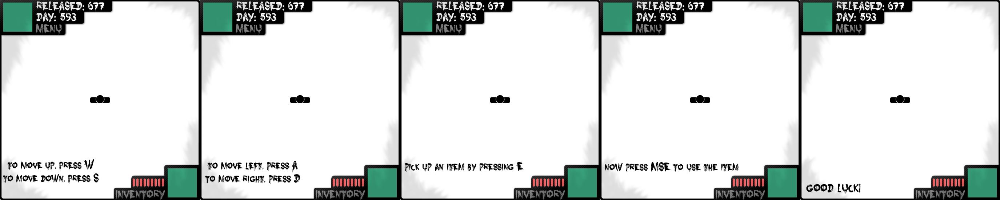 RELEASED: 677
DAY: 593
MENU
TO MOVE UP, PRESS W
TO MOVE DOWN, PRESS S
INVENTORY
RELEASED: 677
DAY: 593
MENU
TO MOVE LEFT, PRESS A
TO MOVE RIGHT, PRESS D
INVENTORY
RELEASED: 677
DAY: 593
MENU
PICK UP AN ITEM BY PRESSING E
INVENTORY
RELEASED: 677
DAY: 593
MENU
NOW PRESS MSE TO USE THE ITEM
INVENTORY
RELEASED: 677
DAY: 593
MENU
GOOD LUCK!
INVENTORY